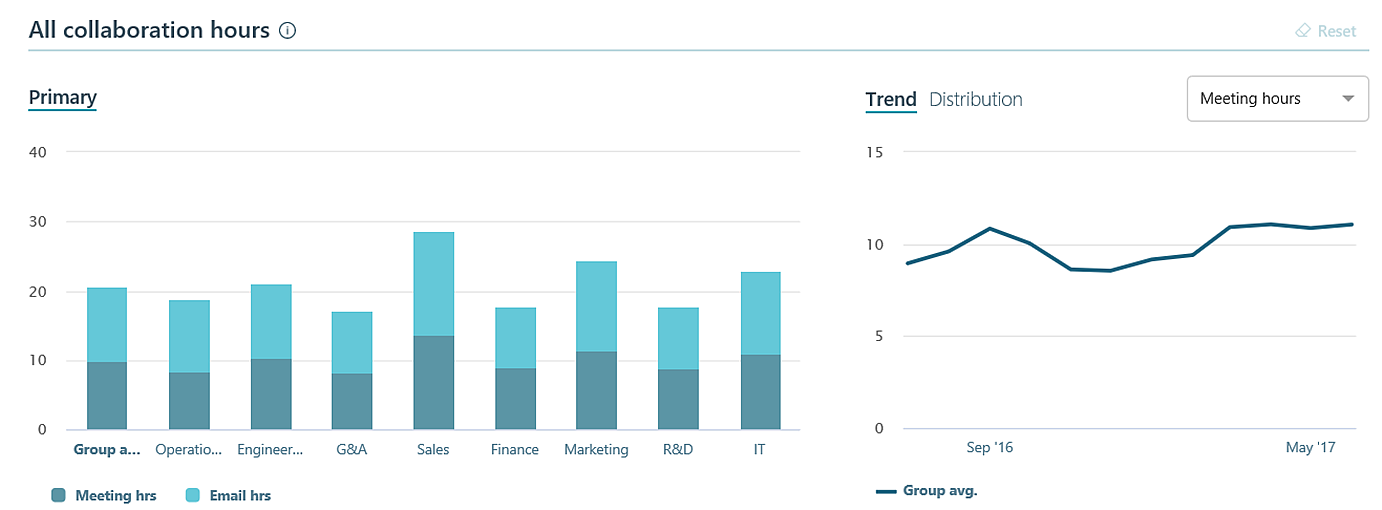 All collaboration hours
Reset
Primary
40
30
20
10
0
Group a... Operatio... Engineer... G&A Sales Finance Marketing R&D IT
Meeting hrs Email hrs
Trend Distribution
Meeting hours
15
10
5
0
Sep '16 May '17
Group avg.